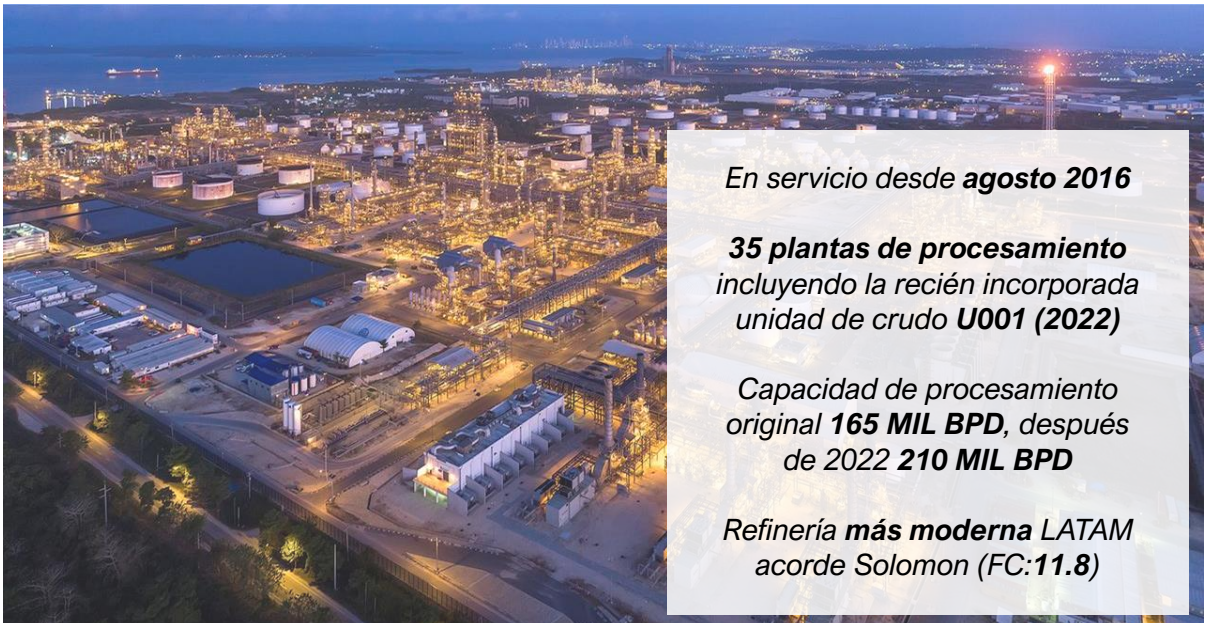 En servicio desde agosto 2016
35 plantas de procesamiento
incluyendo la recién incorporada
unidad de crudo U001 (2022)
Capacidad de procesamiento
original 165 MIL BPD, después
de 2022 210 MIL BPD
Refinería más moderna LATAM
acorde Solomon (FC:11.8)